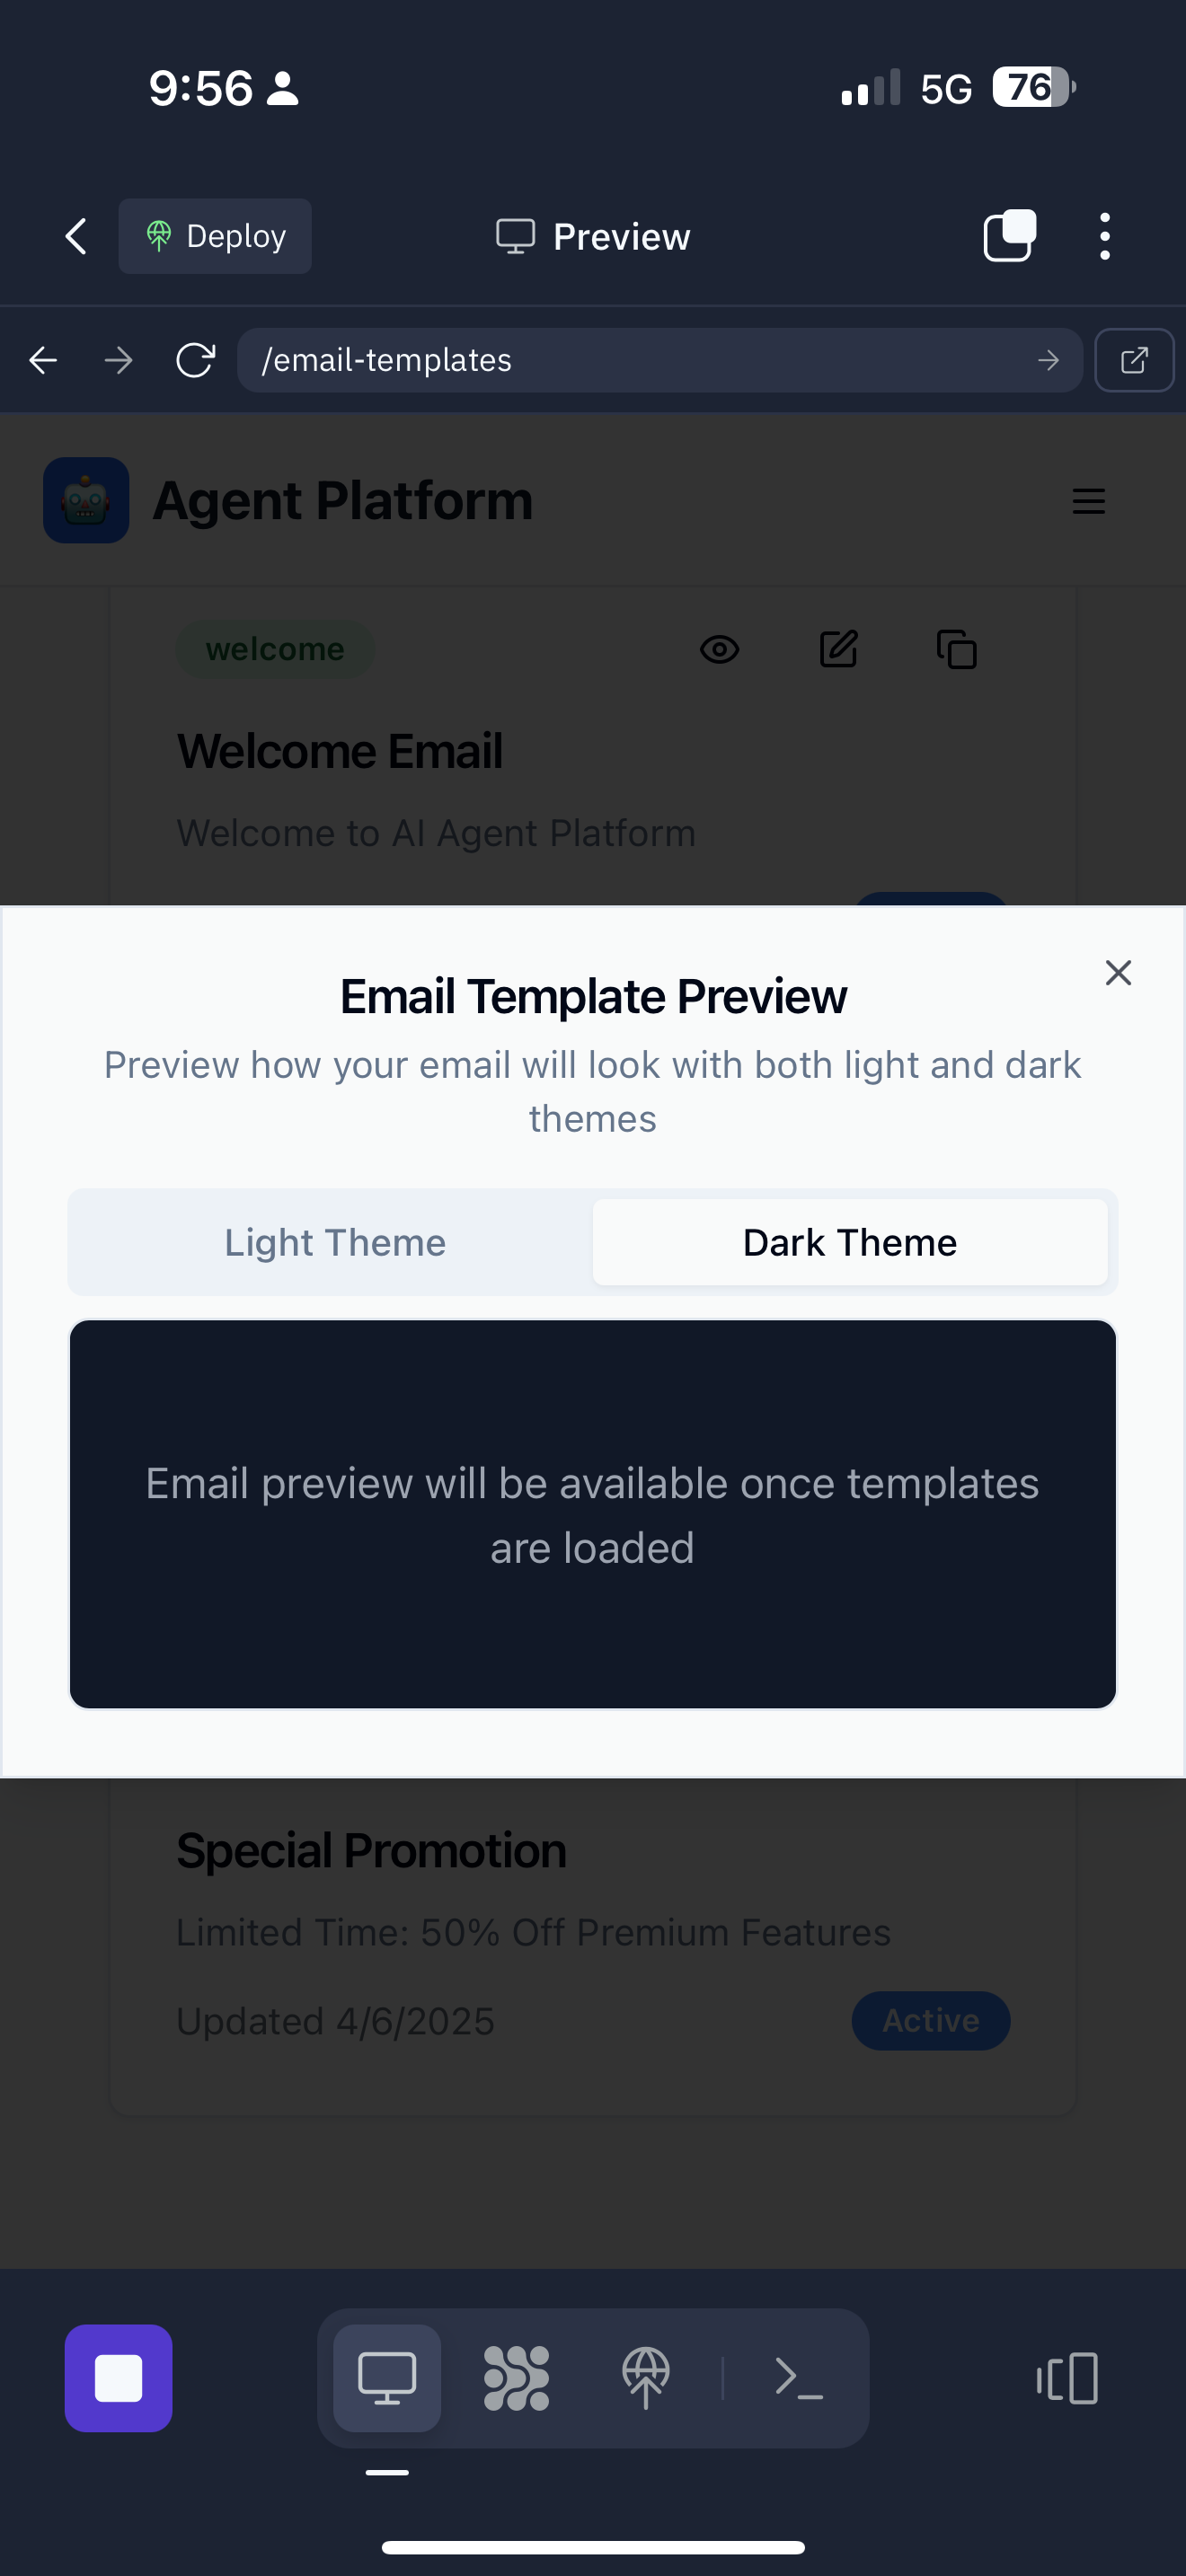 9:56
5G
76
Deploy
Preview
/email-templates
Agent Platform
welcome
Welcome Email
Welcome to AI Agent Platform
Email Template Preview
Preview how your email will look with both light and dark
themes
Light Theme
Dark Theme
Email preview will be available once templates
are loaded
Special Promotion
Limited Time: 50% Off Premium Features
Updated 4/6/2025
Active